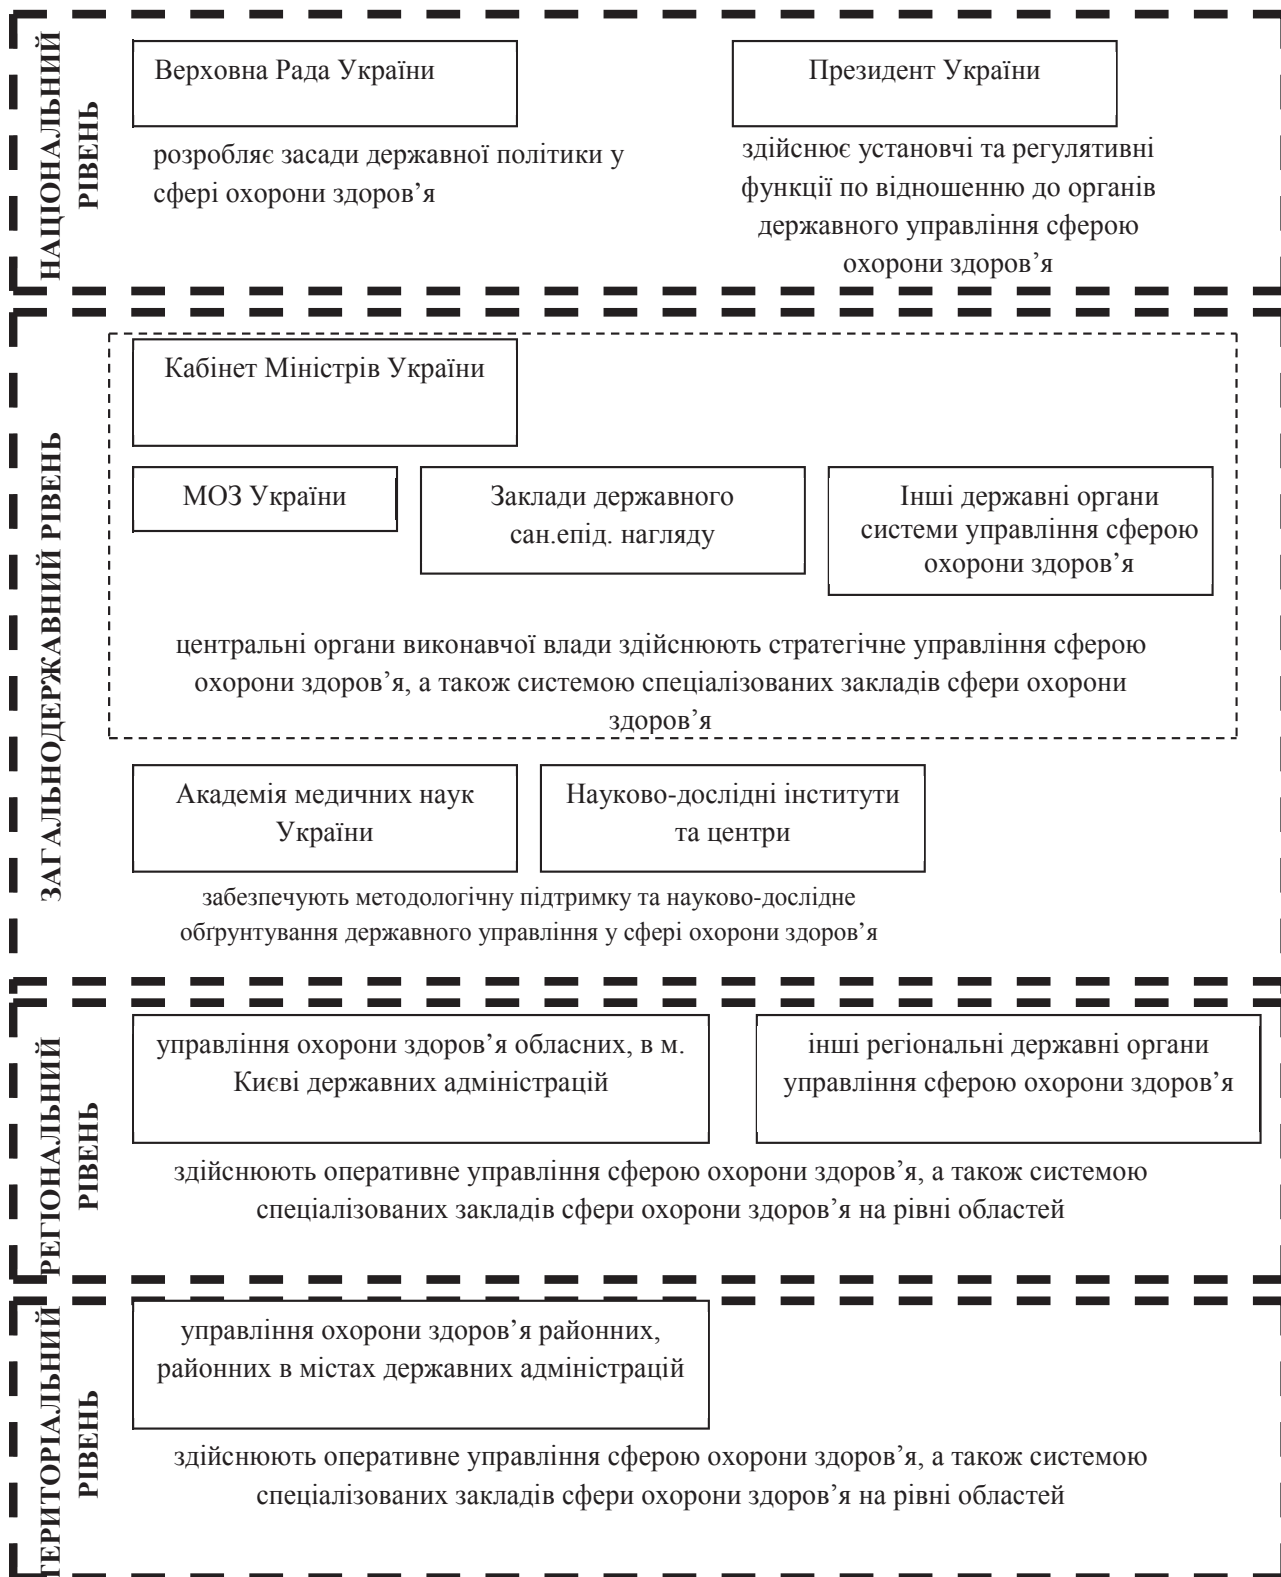 НАЦІОНАЛЬНИЙ
РІВЕНЬ
Верховна Рада України
розробляє засади державної політики у
сфері охорони здоров’я
Президент України
здійснює установчі та регулятивні
функції по відношенню до органів
державного управління сферою
охорони здоров’я
ЗАГАЛЬНОДЕРЖАВНИЙ РІВЕНЬ
Кабінет Міністрів України
МОЗ України
Заклади державного
сан.епід. нагляду
Інші державні органи
системи управління сферою
охорони здоров’я
центральні органи виконавчої влади здійснюють стратегічне управління сферою
охорони здоров’я, а також системою спеціалізованих закладів сфери охорони
здоров’я
Академія медичних наук
України
Науково-дослідні інститути
та центри
забезпечують методологічну підтримку та науково-дослідне
обґрунтування державного управління у сфері охорони здоров’я
РЕГІОНАЛЬНИЙ
РІВЕНЬ
управління охорони здоров’я обласних, в м.
Києві державних адміністрацій
інші регіональні державні органи
управління сферою охорони здоров’я
здійснюють оперативне управління сферою охорони здоров’я, а також системою
спеціалізованих закладів сфери охорони здоров’я на рівні областей
ТЕРИТОРІАЛЬНИЙ
РІВЕНЬ
управління охорони здоров’я районних,
районних в містах державних адміністрацій
здійснюють оперативне управління сферою охорони здоров’я, а також системою
спеціалізованих закладів сфери охорони здоров’я на рівні областей